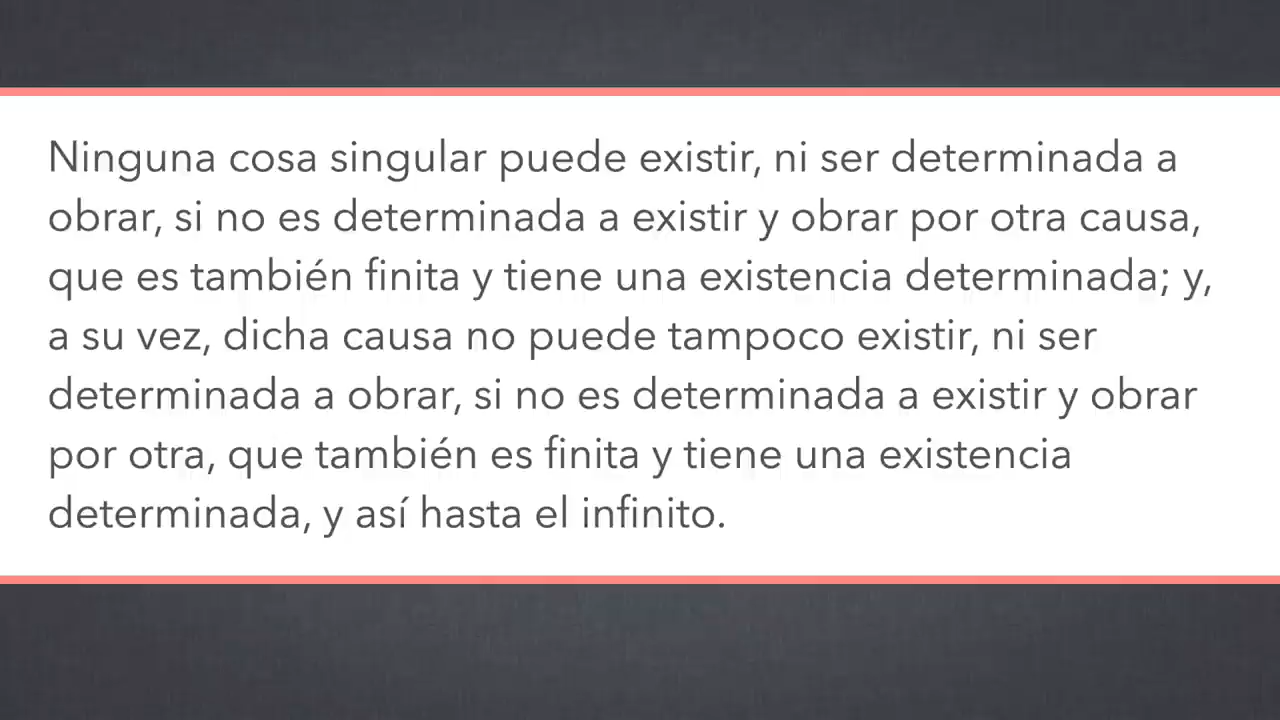 Ninguna cosa singular puede existir, ni ser determinada a
obrar, si no es determinada a existir y obrar por otra causa,
que es también finita y tiene una existencia determinada; y,
a su vez, dicha causa no puede tampoco existir, ni ser
determinada a obrar, si no es determinada a existir y obrar
por otra, que también es finita y tiene una existencia
determinada, y así hasta el infinito.